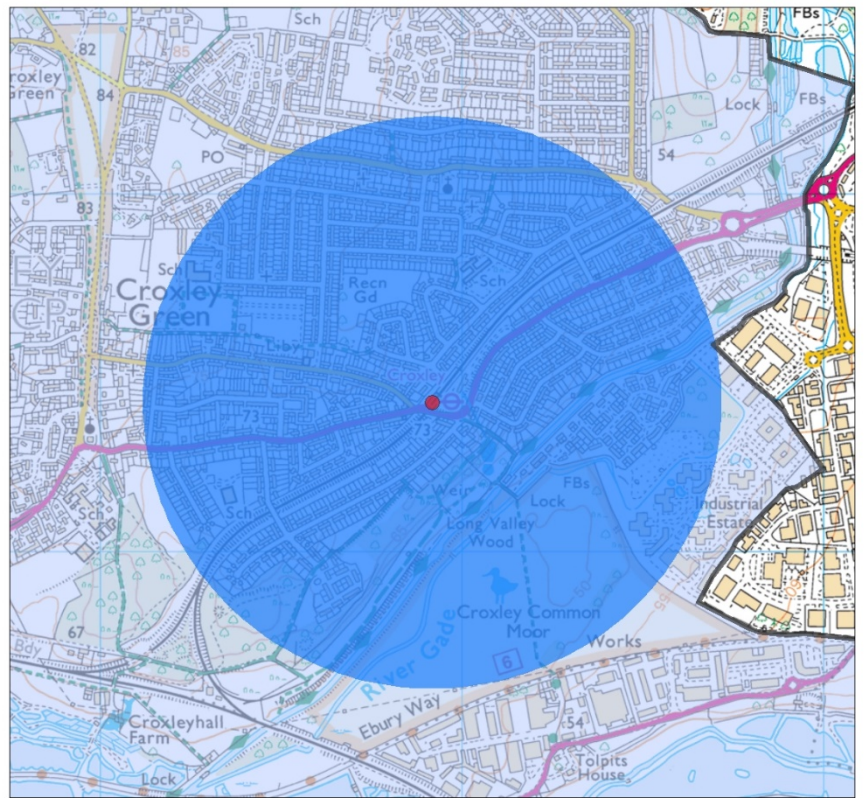 FBs
Sch
82
85
84
Lock
FBs
PO
54
83
Sch
Croxley
Green
Recn
Gd
Sch
Liby
Croxley
73
73
Weir
FBs
Lock
Long Valley
Wood
Industrial
Estate
Sch
Sch
Croxley Common
Moor
67
Works
River Gade
6
Bdy
Ebury Way
Croxleyhall
Farm
54
Tolpits
House
Lock